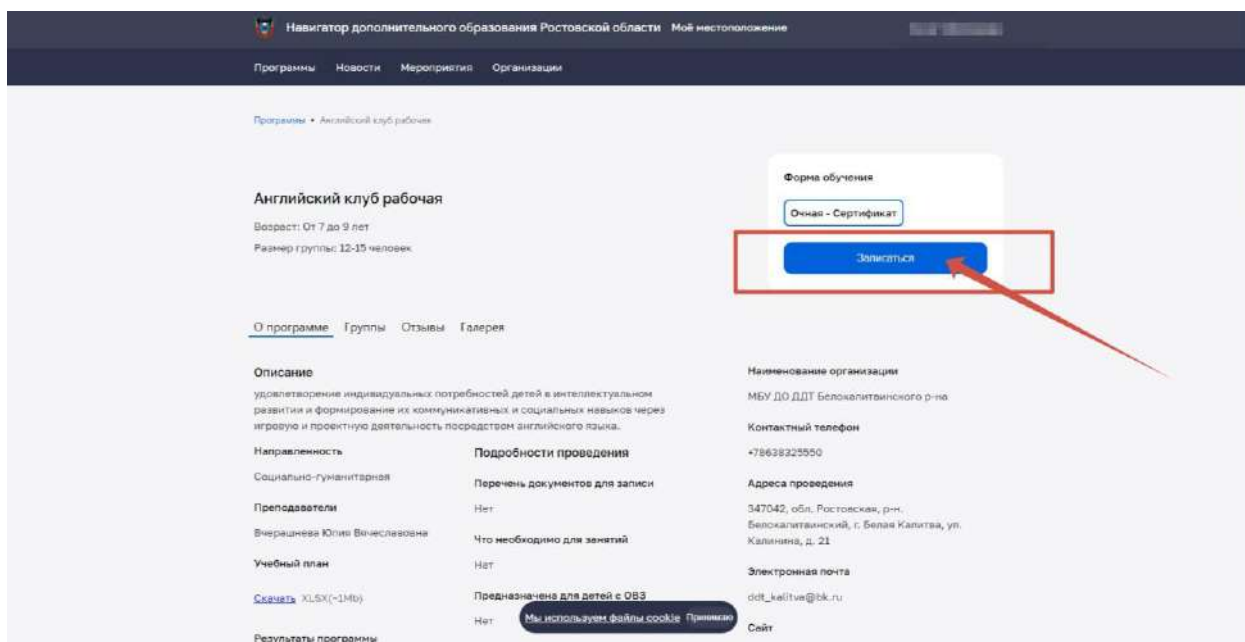 Навигатор дополнительного образования Ростовской области Моё местоположение
Программы Новости Мероприятия Организации
Программы • Английский клуб рабочая
Форма обучения
Английский клуб рабочая
Очная - Сертификат
Возраст: От 7 до 9 лет
Размер группы: 12-15 человек
Записаться
О программе Группы Отзывы Галерея
Описание
удовлетворение индивидуальных потребностей детей в интеллектуальном
развитии и формирование их коммуникативных и социальных навыков через
игровую и проектную деятельность посредством английского языка.
Направленность
Социально-гуманитарная
Преподаватели
Вчерашнева Юлия Вячеславовна
Учебный план
Скачать XLSX(~1Mb)
Результаты программы
Подробности проведения
Перечень документов для записи
Нет
Что необходимо для занятий
Нет
Предназначена для детей с ОВЗ
Нет
Наименование организации
МБУ ДО ДДТ Белокалитвинского р-на
Контактный телефон
+78638325550
Адреса проведения
347042, обл. Ростовская, р-н.
Белокалитвинский, г. Белая Калитва, ул.
Калинина, д. 21
Электронная почта
ddt_kalitva@bk.ru
Сайт
Мы используем файлы cookie Принимаю